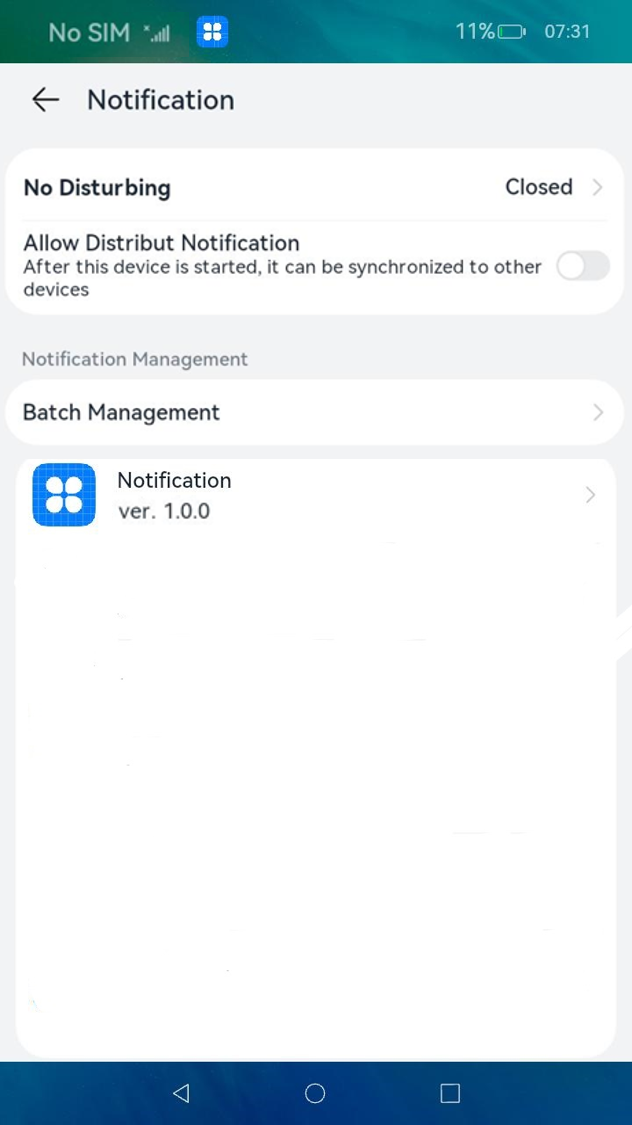 No SIM 11% 07:31
Notification
No Disturbing Closed
Allow Distribut Notification
After this device is started, it can be synchronized to other
devices
Notification Management
Batch Management
Notification
ver. 1.0.0